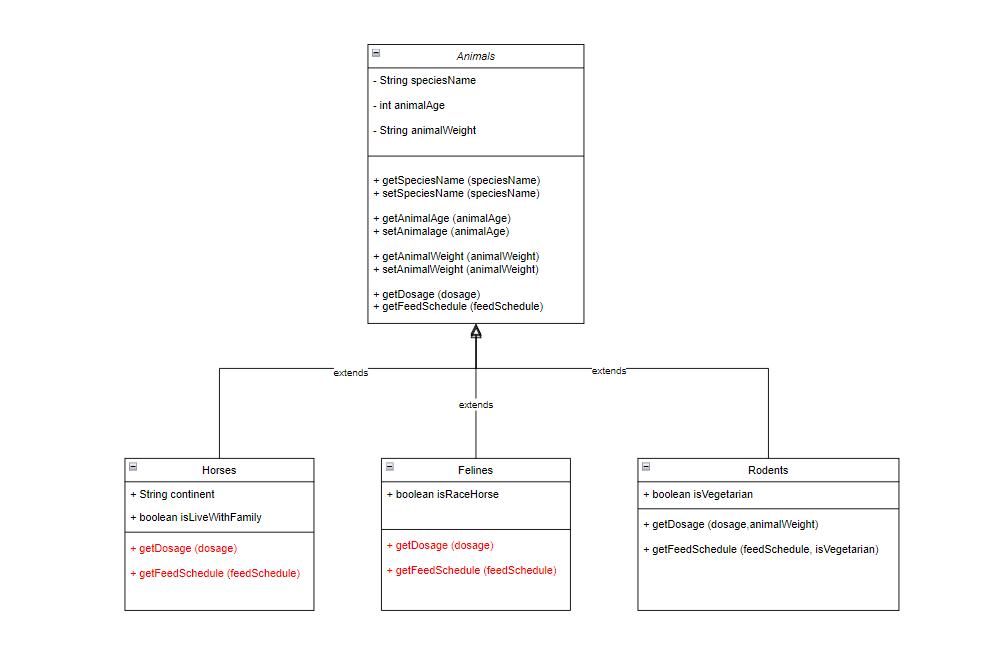 Animals
- String speciesName
- int animalAge
- String animalWeight
+ getSpeciesName (speciesName)
+ setSpeciesName (speciesName)
+ getAnimalAge (animalAge)
+ setAnimalage (animalAge)
+ getAnimalWeight (animalWeight)
+ setAnimalWeight (animalWeight)
+ getDosage (dosage)
+ getFeedSchedule (feedSchedule)
extends
extends
extends
Horses
+ String continent
+ boolean isLiveWithFamily
+ getDosage (dosage)
+ getFeedSchedule (feedSchedule)
Felines
+ boolean isRaceHorse
+ getDosage (dosage)
+ getFeedSchedule (feedSchedule)
Rodents
+ boolean isVegetarian
+ getDosage (dosage,animalWeight)
+ getFeedSchedule (feedSchedule, isVegetarian)